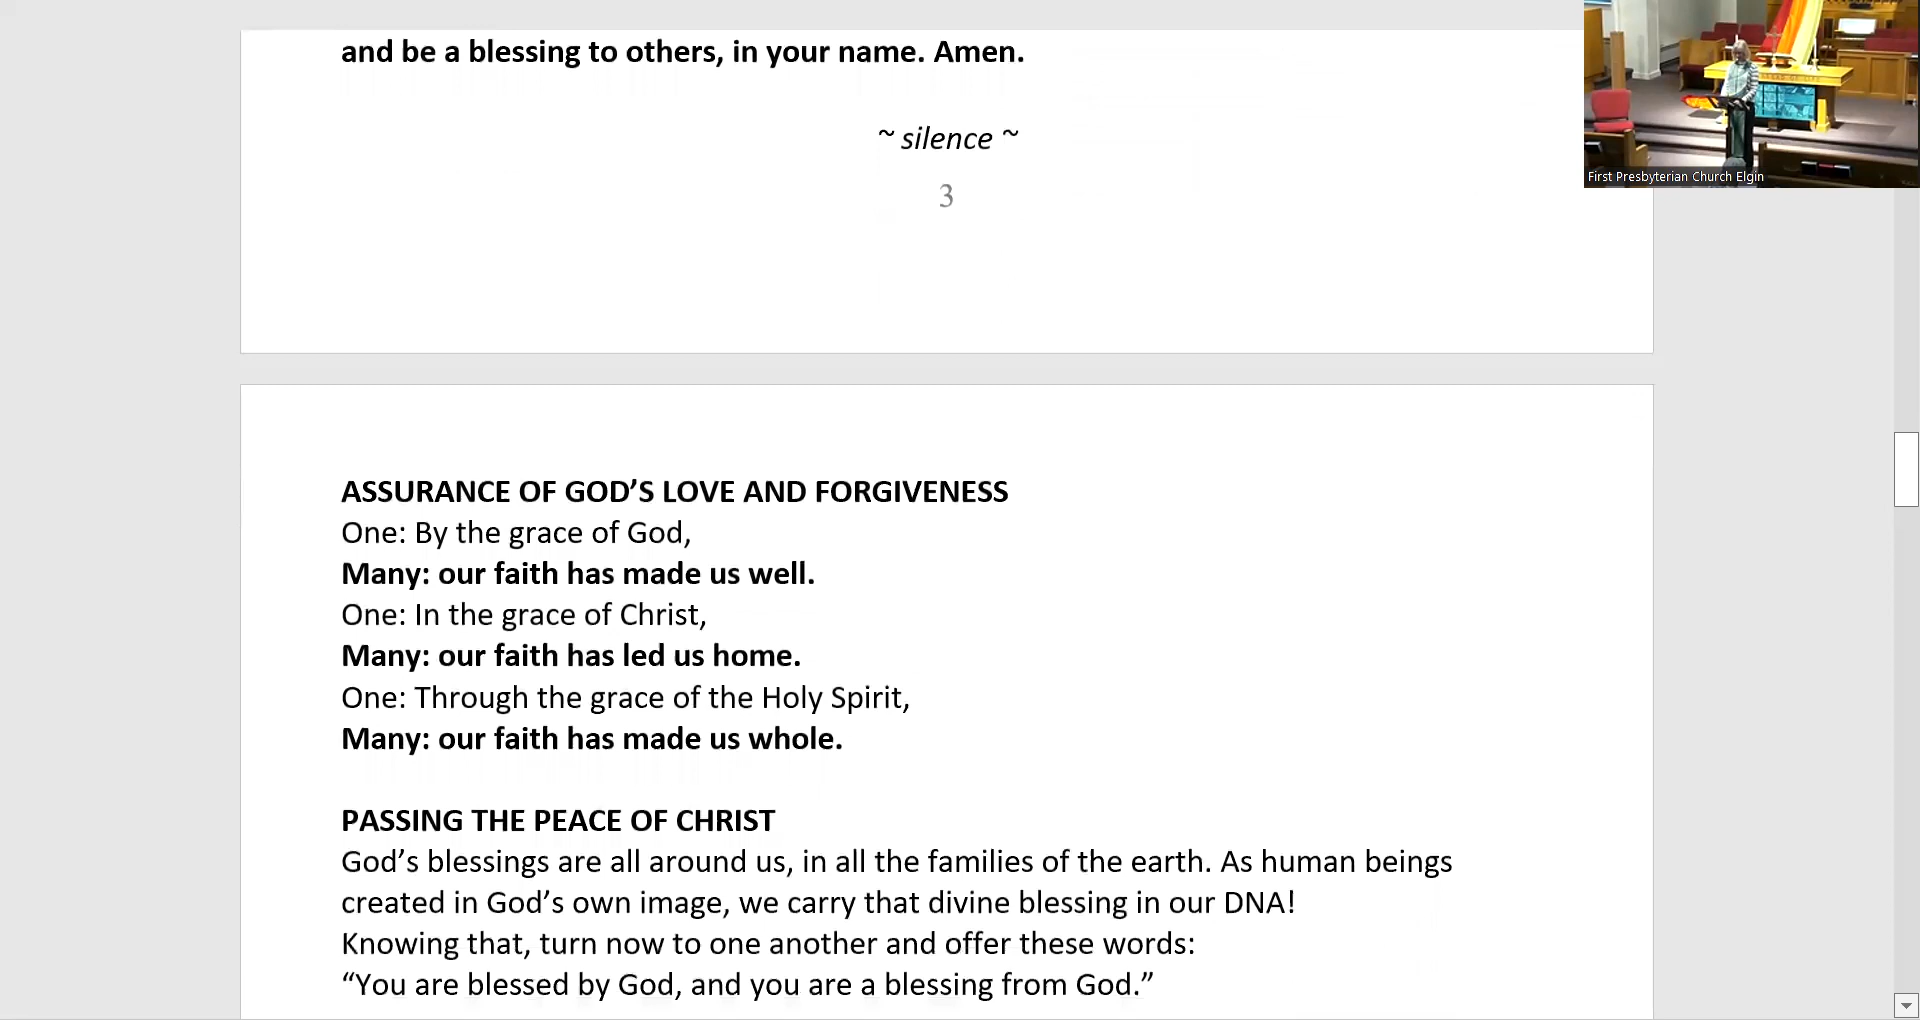 and be a blessing to others, in your name. Amen.
~ silence ~
3
First Presbyterian Church Elgin
ASSURANCE OF GOD’S LOVE AND FORGIVENESS
One: By the grace of God,
Many: our faith has made us well.
One: In the grace of Christ,
Many: our faith has led us home.
One: Through the grace of the Holy Spirit,
Many: our faith has made us whole.
PASSING THE PEACE OF CHRIST
God’s blessings are all around us, in all the families of the earth. As human beings
created in God’s own image, we carry that divine blessing in our DNA!
Knowing that, turn now to one another and offer these words:
“You are blessed by God, and you are a blessing from God.”